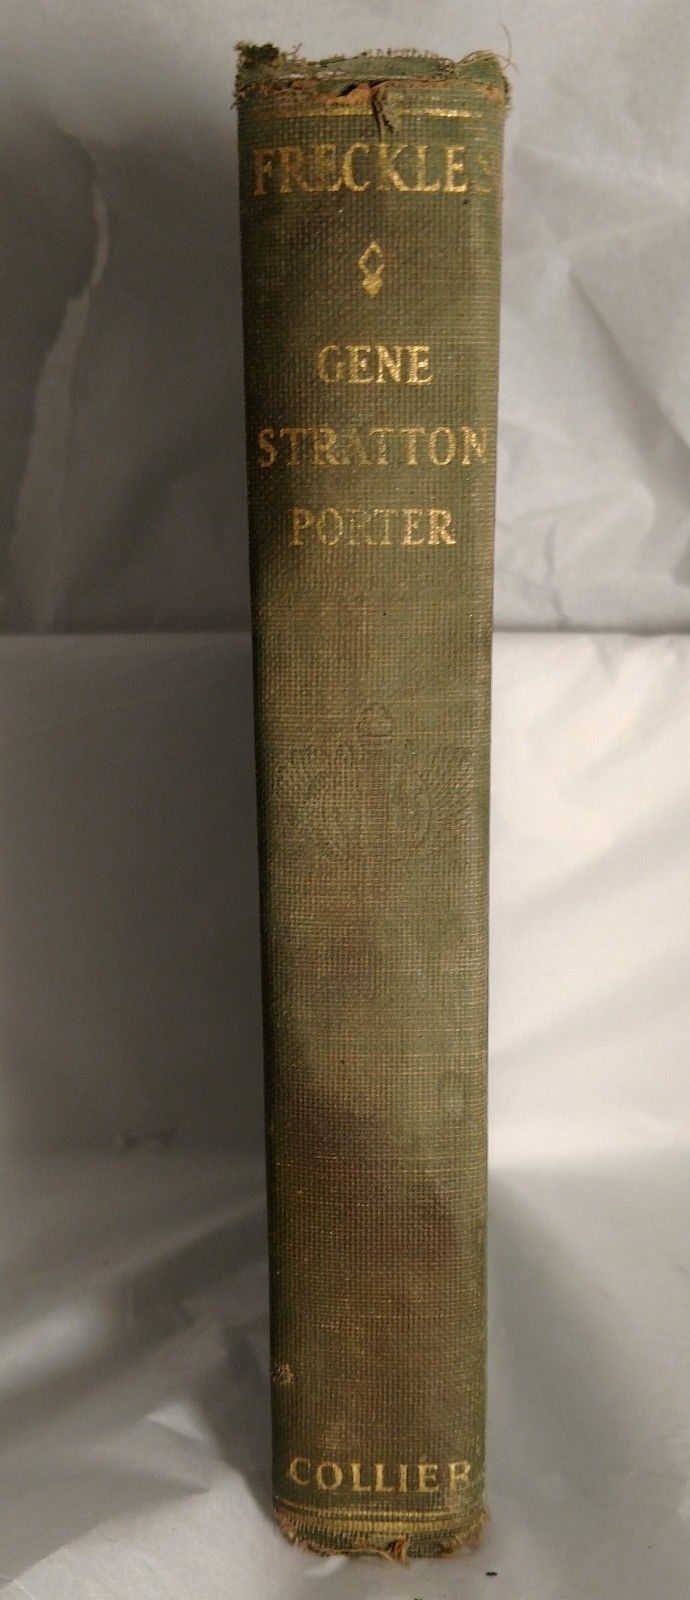 FRECKLES
GENE
STRATTON
PORTER
COLLIER